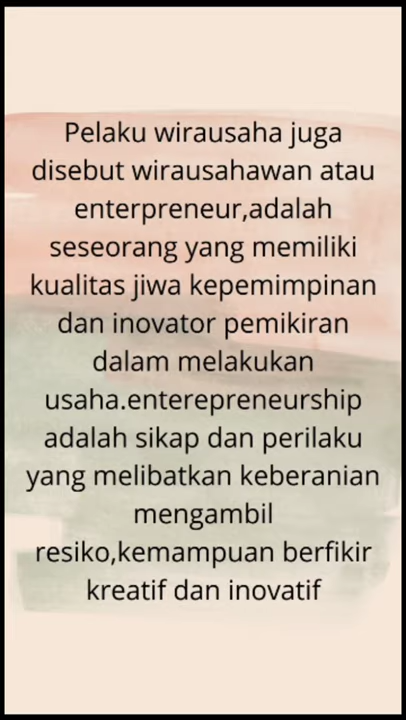 Pelaku wirausaha juga
disebut wirausahawan atau
enterpreneur,adalah
seseorang yang memiliki
kualitas jiwa kepemimpinan
dan inovator pemikiran
dalam melakukan
usaha.enterepreneurship
adalah sikap dan perilaku
yang melibatkan keberanian
mengambil
resiko,kemampuan berfikir
kreatif dan inovatif